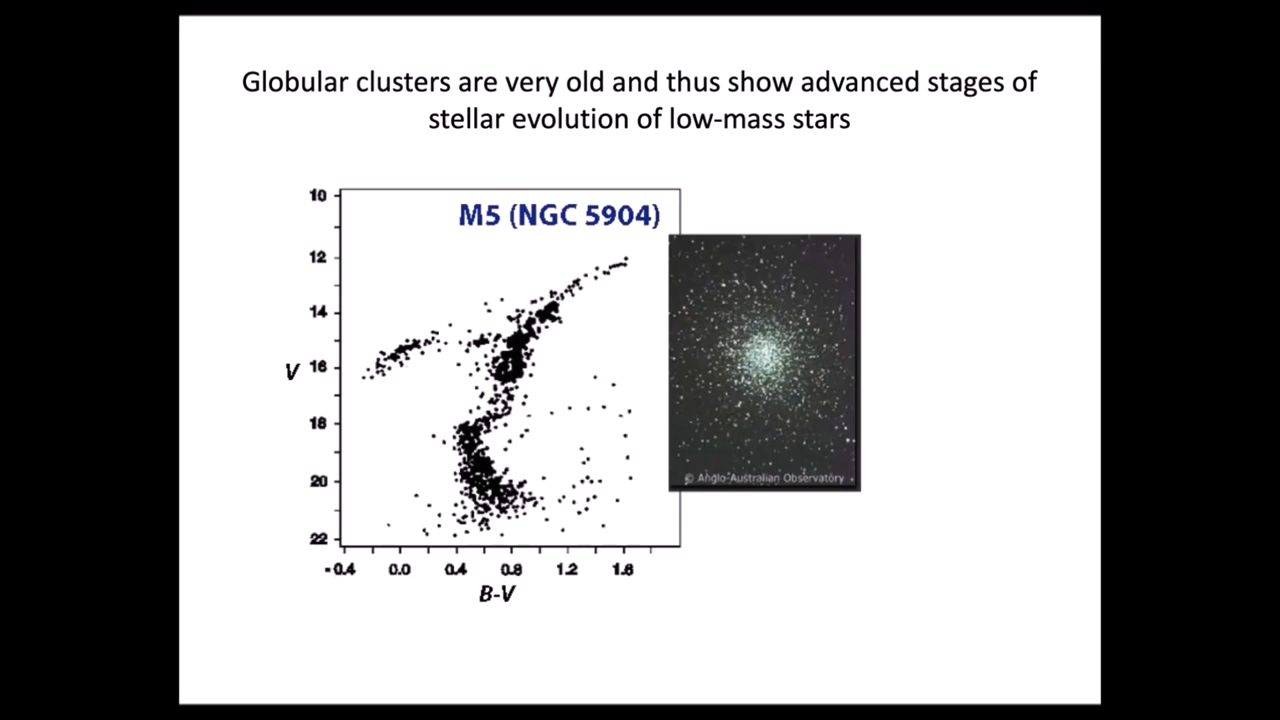 Globular clusters are very old and thus show advanced stages of
stellar evolution of low-mass stars
M5 (NGC 5904)
10
12
14
16
18
20
22
V
-0.4 0.0 0.4 0.8 1.2 1.6
B-V
© Anglo-Australian Observatory